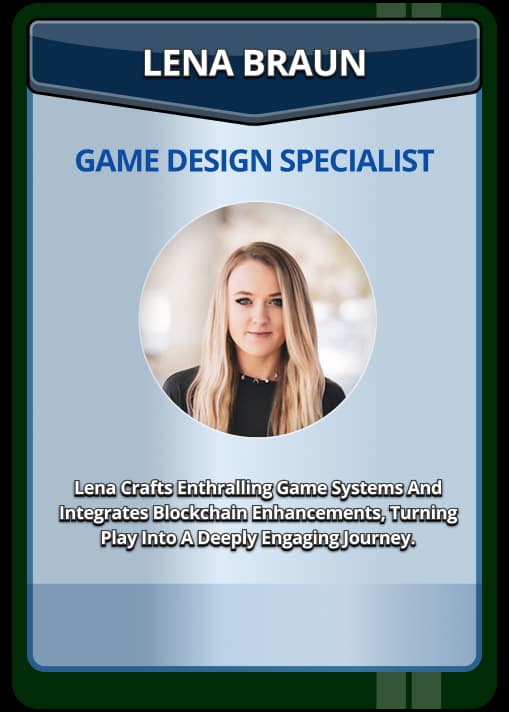 LENA BRAUN
GAME DESIGN SPECIALIST
Lena Crafts Enthralling Game Systems And
Integrates Blockchain Enhancements, Turning
Play Into A Deeply Engaging Journey.